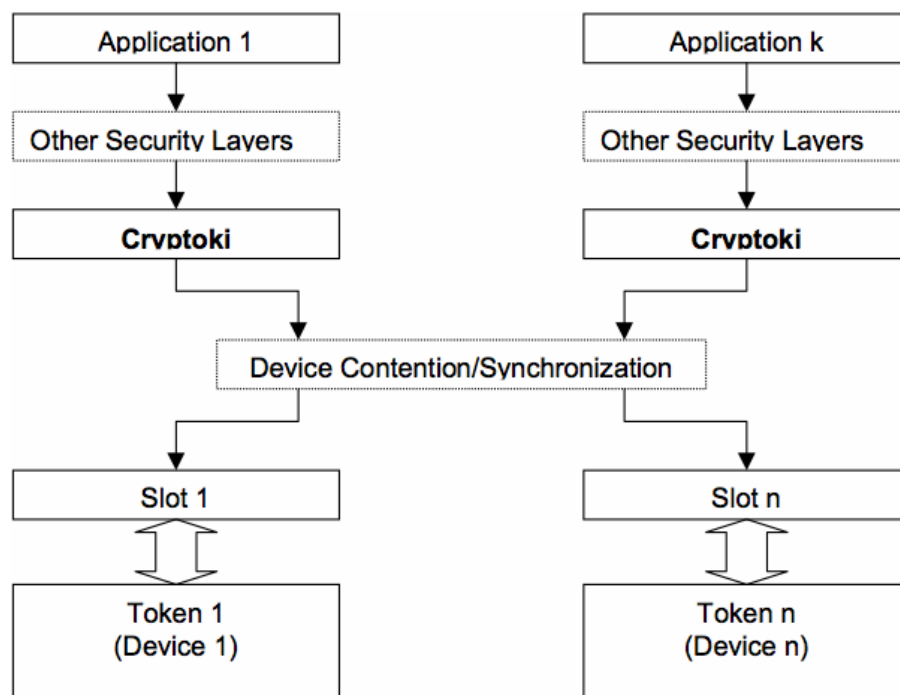 Application 1
Application k
Other Security Layers
Other Security Layers
Cryptoki
Cryptoki
Device Contention/Synchronization
Slot 1
Slot n
Token 1
(Device 1)
Token n
(Device n)